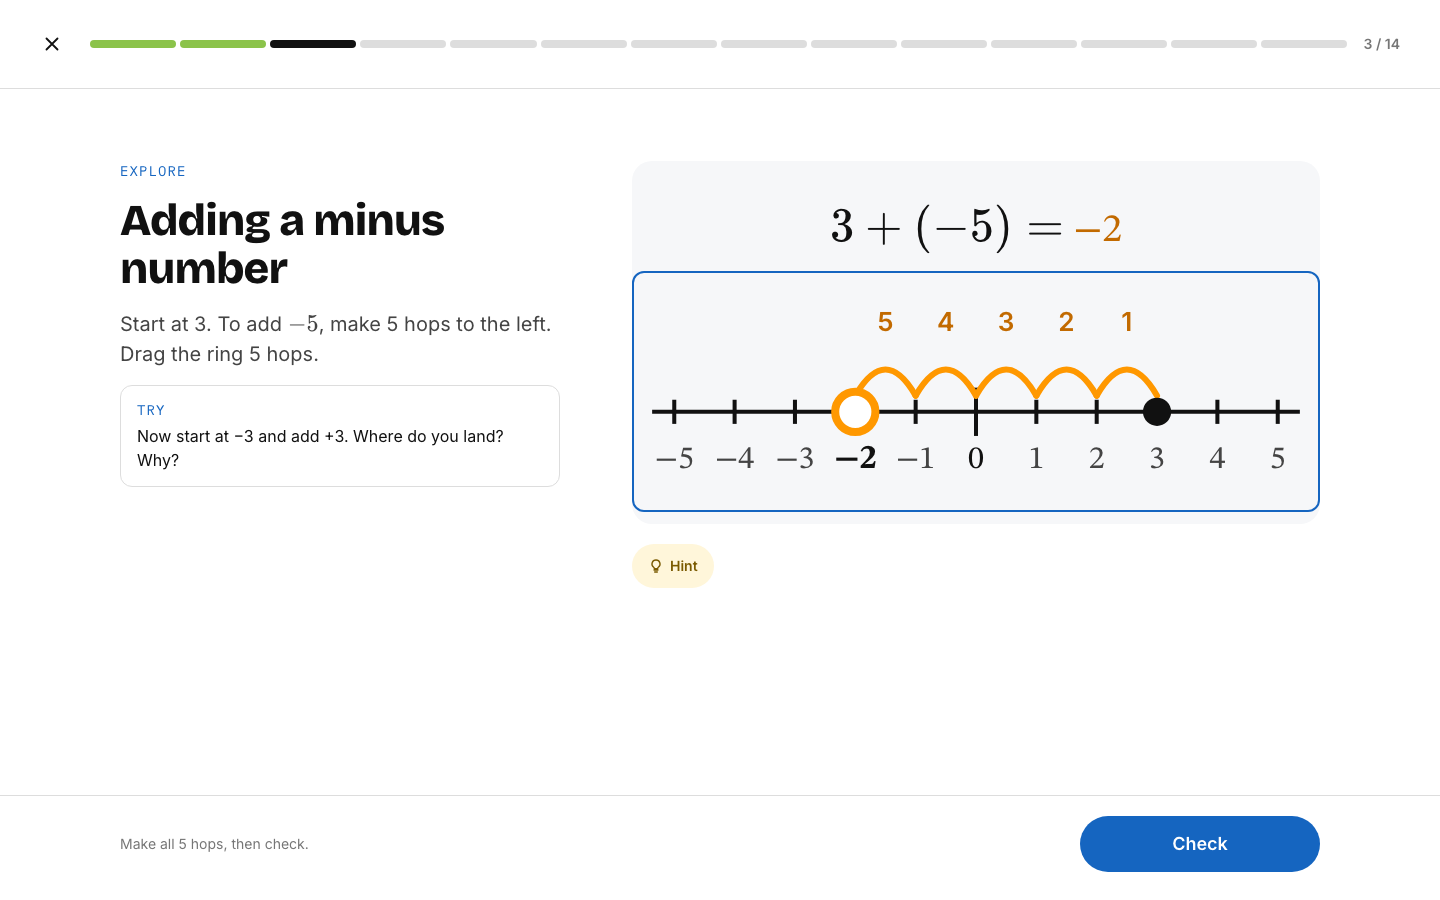 3 / 14
EXPLORE
Adding a minus
number
Start at 3. To add −5, make 5 hops to the left.
Drag the ring 5 hops.
TRY
Now start at −3 and add +3. Where do you land?
Why?
3 + (−5) = −2
5 4 3 2 1
−5 −4 −3 −2 −1 0 1 2 3 4 5
Hint
Make all 5 hops, then check.
Check